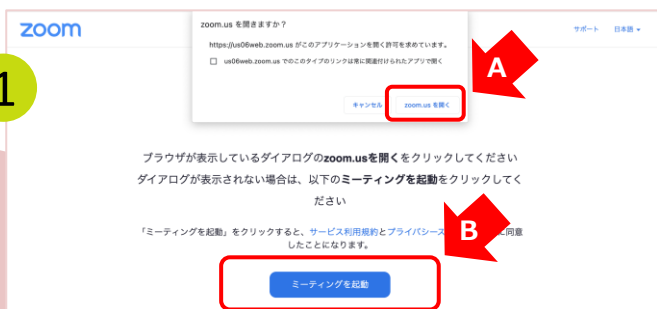 zoom
サポート 日本語
zoom.us を開きますか？
https://us06web.zoom.us がこのアプリケーションを開く許可を求めています。
us06web.zoom.us でのこのタイプのリンクは常に関連付けられたアプリで開く
キャンセル zoom.us を開く
A
1
ブラウザが表示しているダイアログのzoom.usを開くをクリックしてください
ダイアログが表示されない場合は、以下のミーティングを起動をクリックしてく
ださい
「ミーティングを起動」をクリックすると、サービス利用規約とプライバシース に同意
したことになります。
B
ミーティングを起動